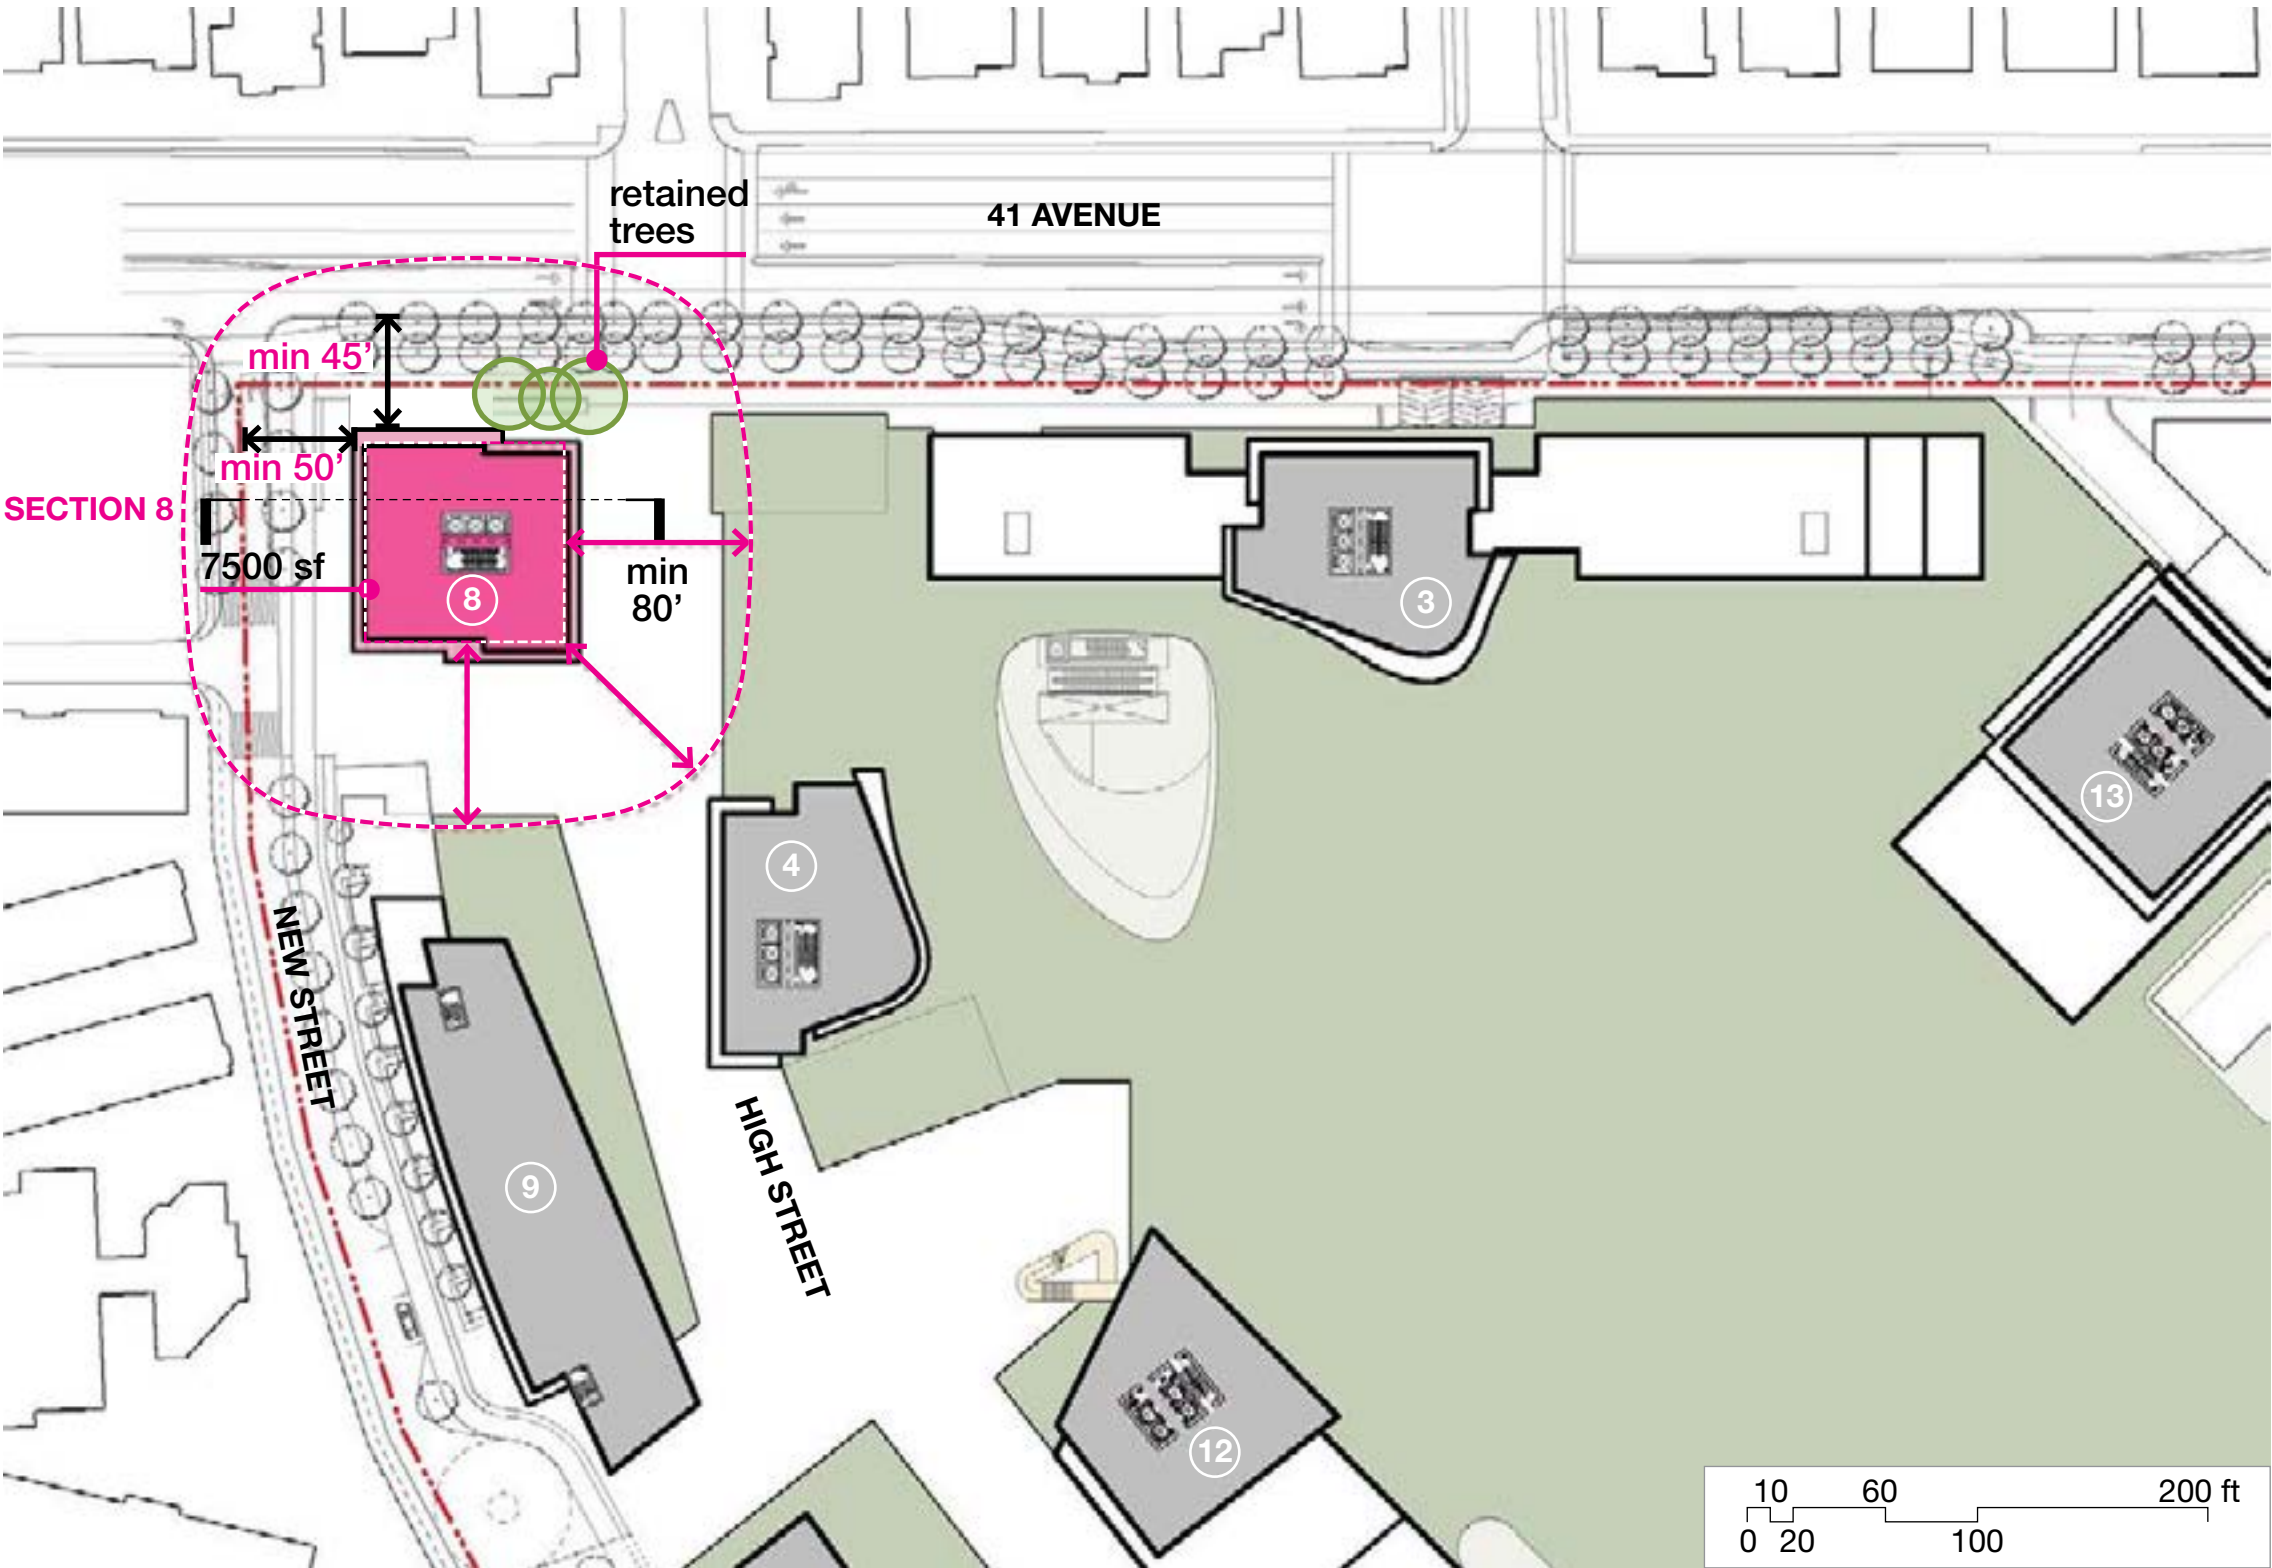 retained
trees
41 AVENUE
min 45’
min 50’
SECTION 8
7500 sf
min
80’
8
3
13
4
NEW STREET
9
HIGH STREET
12
10 60 200 ft
0 20 100